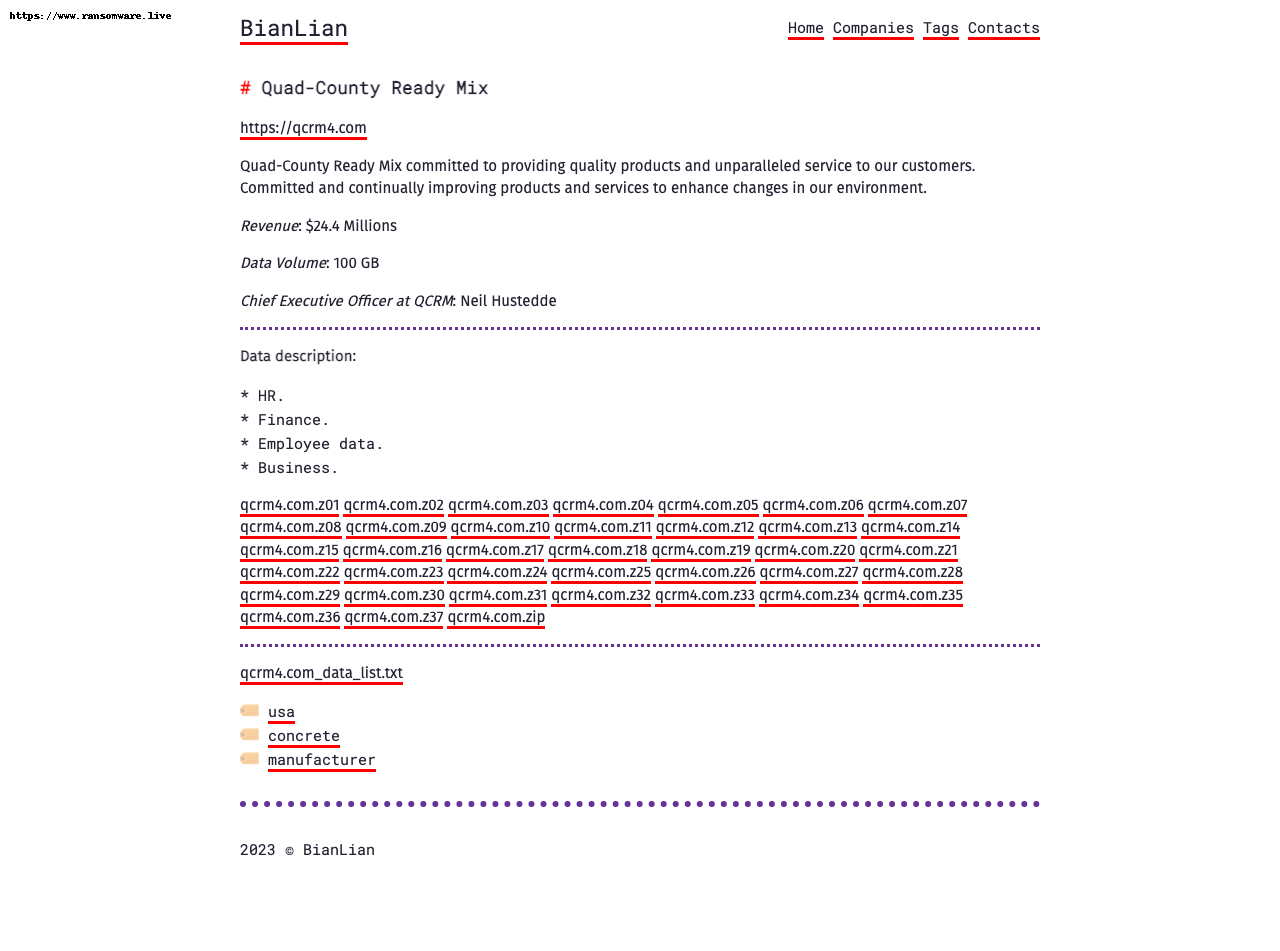 https://www.ransomware.live
BianLian
Home Companies Tags Contacts
# Quad-County Ready Mix
https://qcrm4.com
Quad-County Ready Mix committed to providing quality products and unparalleled service to our customers.
Committed and continually improving products and services to enhance changes in our environment.
Revenue: $24.4 Millions
Data Volume: 100 GB
Chief Executive Officer at QCRM: Neil Hustedde
Data description:
* HR.
* Finance.
* Employee data.
* Business.
qcrm4.com.z01 qcrm4.com.z02 qcrm4.com.z03 qcrm4.com.z04 qcrm4.com.z05 qcrm4.com.z06 qcrm4.com.z07
qcrm4.com.z08 qcrm4.com.z09 qcrm4.com.z10 qcrm4.com.z11 qcrm4.com.z12 qcrm4.com.z13 qcrm4.com.z14
qcrm4.com.z15 qcrm4.com.z16 qcrm4.com.z17 qcrm4.com.z18 qcrm4.com.z19 qcrm4.com.z20 qcrm4.com.z21
qcrm4.com.z22 qcrm4.com.z23 qcrm4.com.z24 qcrm4.com.z25 qcrm4.com.z26 qcrm4.com.z27 qcrm4.com.z28
qcrm4.com.z29 qcrm4.com.z30 qcrm4.com.z31 qcrm4.com.z32 qcrm4.com.z33 qcrm4.com.z34 qcrm4.com.z35
qcrm4.com.z36 qcrm4.com.z37 qcrm4.com.zip
qcrm4.com_data_list.txt
usa
concrete
manufacturer
2023 © BianLian